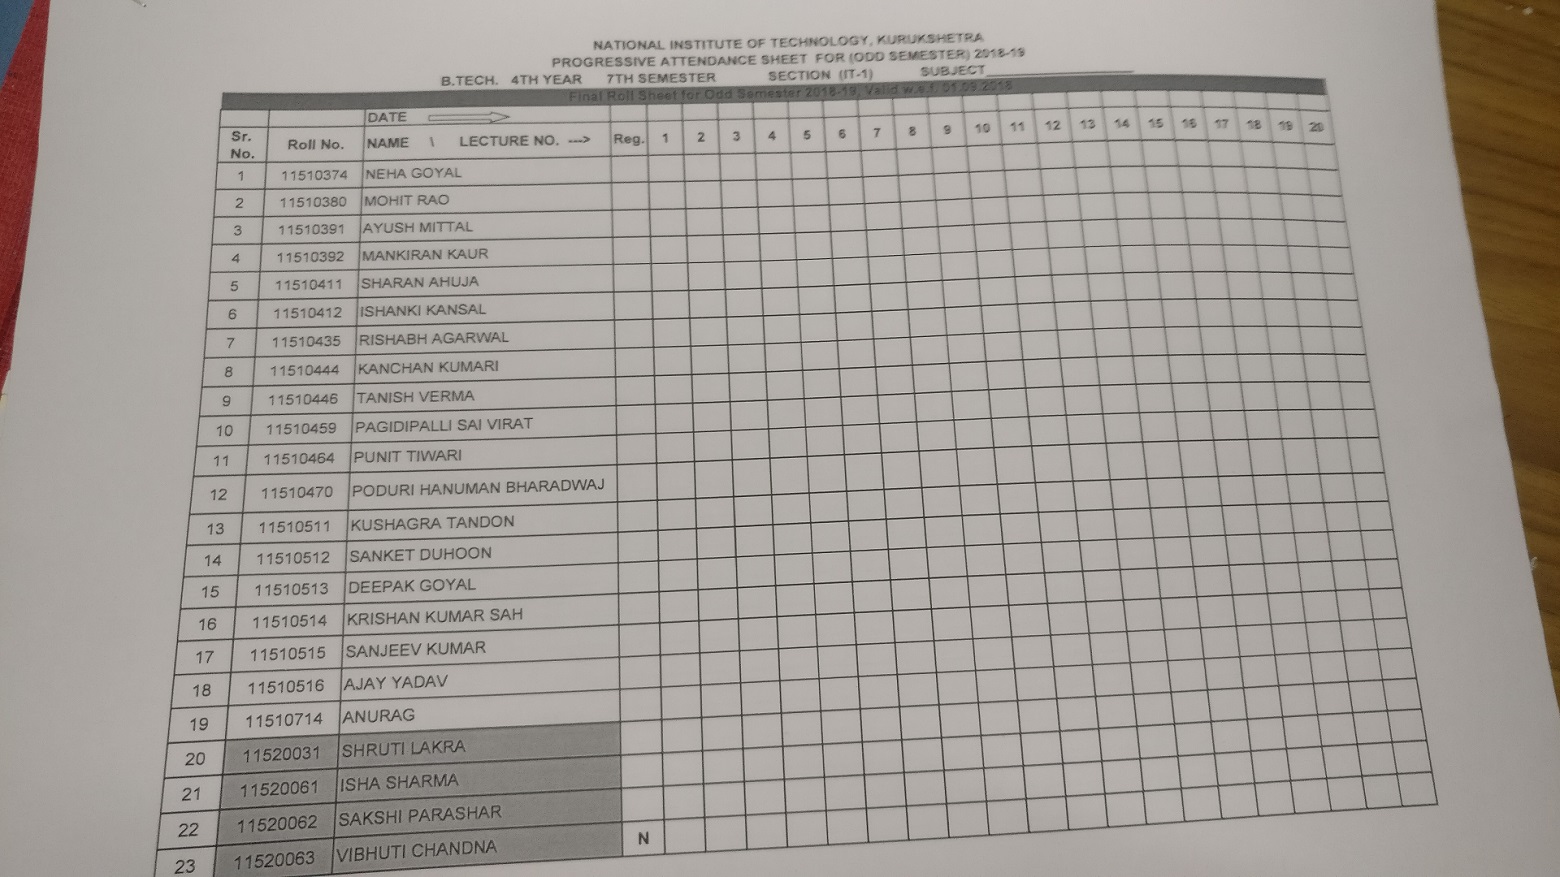 NATIONAL INSTITUTE OF TECHNOLOGY, KURUKSHETRA
PROGRESSIVE ATTENDANCE SHEET FOR (ODD SEMESTER) 2018-19
B.TECH. 4TH YEAR 7TH SEMESTER SECTION (IT-1) SUBJECT
Final Roll Sheet for Odd Semester 2018-19, Valid w.e.f. 01.09.2018
DATE
Sr. No. Roll No. NAME \ LECTURE NO. ---> Reg. 1 2 3 4 5 6 7 8 9 10 11 12 13 14 15 16 17 18 19 20
1 11510374 NEHA GOYAL
2 11510380 MOHIT RAO
3 11510391 AYUSH MITTAL
4 11510392 MANKIRAN KAUR
5 11510411 SHARAN AHUJA
6 11510412 ISHANKI KANSAL
7 11510435 RISHABH AGARWAL
8 11510444 KANCHAN KUMARI
9 11510446 TANISH VERMA
10 11510459 PAGIDIPALLI SAI VIRAT
11 11510464 PUNIT TIWARI
12 11510470 PODURI HANUMAN BHARADWAJ
13 11510511 KUSHAGRA TANDON
14 11510512 SANKET DUHOON
15 11510513 DEEPAK GOYAL
16 11510514 KRISHAN KUMAR SAH
17 11510515 SANJEEV KUMAR
18 11510516 AJAY YADAV
19 11510714 ANURAG
20 11520031 SHRUTI LAKRA
21 11520061 ISHA SHARMA
22 11520062 SAKSHI PARASHAR
23 11520063 VIBHUTI CHANDNA N